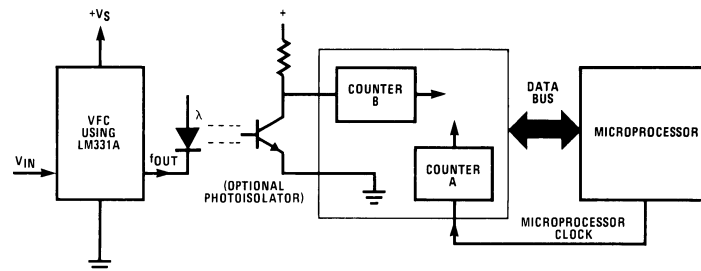 +VS
VFC
USING
LM331A
VIN
fOUT
λ
+
(OPTIONAL
PHOTOISOLATOR)
COUNTER
B
COUNTER
A
DATA
BUS
MICROPROCESSOR
MICROPROCESSOR
CLOCK